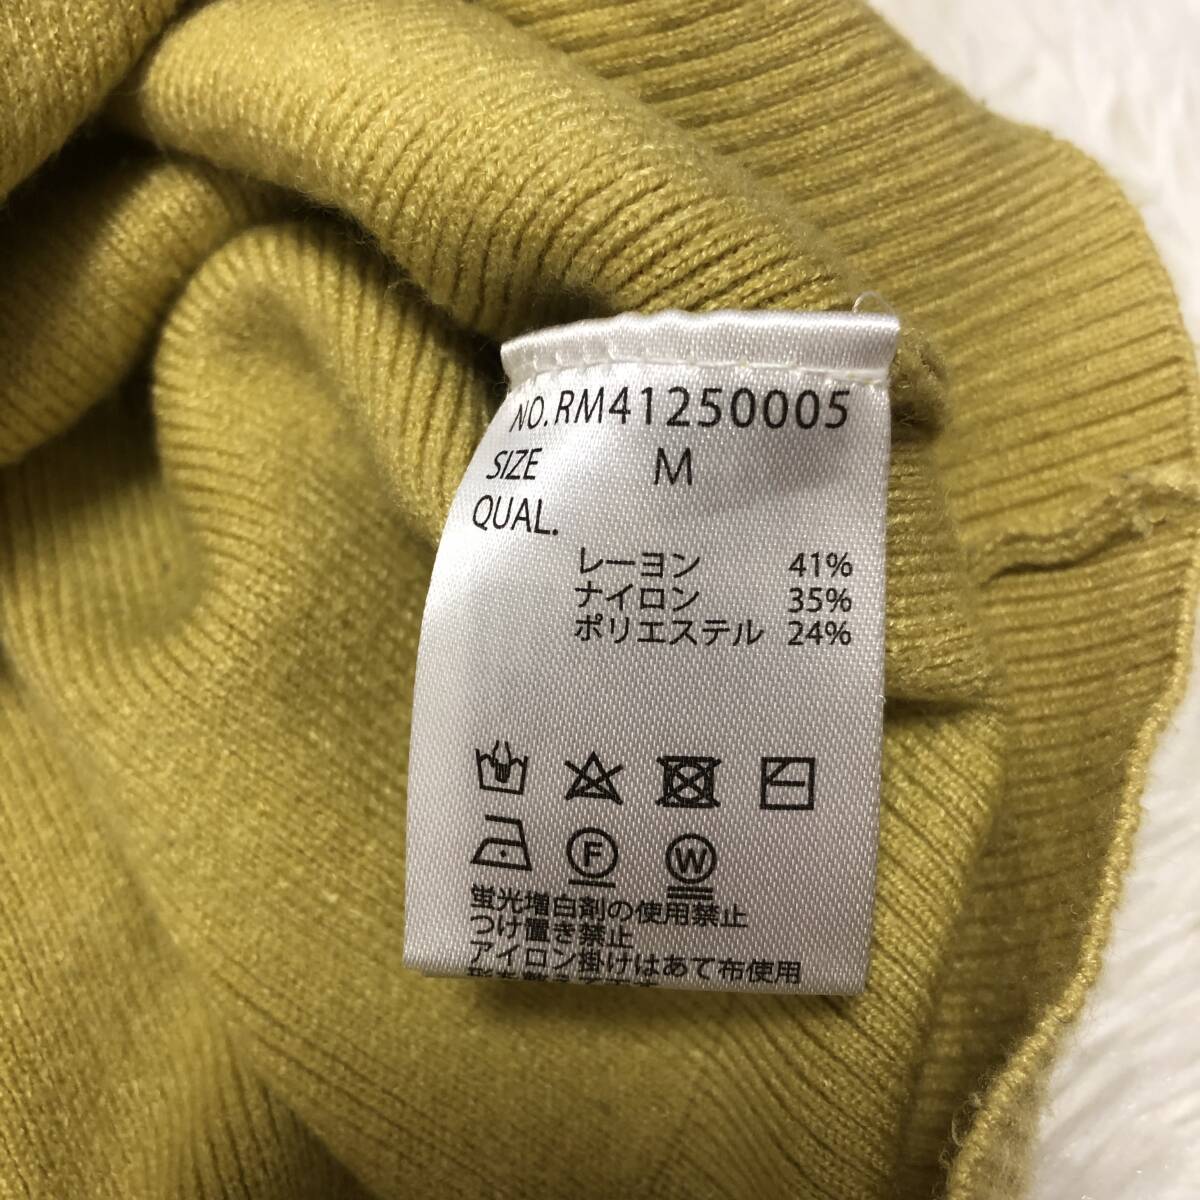 NO.RM41250005
SIZE M
QUAL.
レーヨン 41%
ナイロン 35%
ポリエステル 24%
F W
蛍光増白剤の使用禁止
つけ置き禁止
アイロン掛けはあて布使用